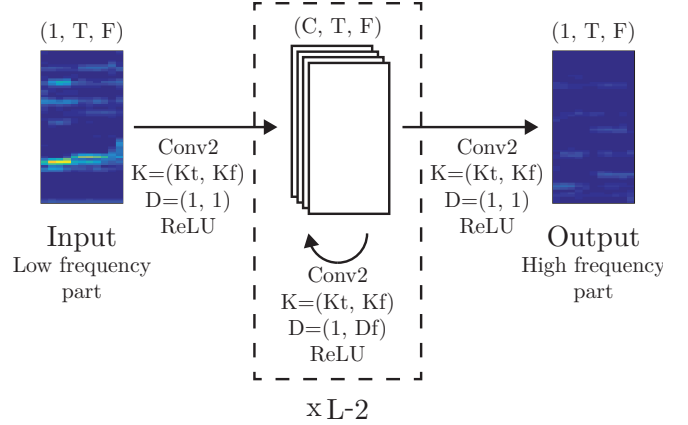 (1, T, F)
(C, T, F)
(1, T, F)
Conv2
K=(Kt, Kf)
D=(1, 1)
ReLU
Conv2
K=(Kt, Kf)
D=(1, 1)
ReLU
Input
Low frequency
part
Conv2
K=(Kt, Kf)
D=(1, Df)
ReLU
Output
High frequency
part
x L-2